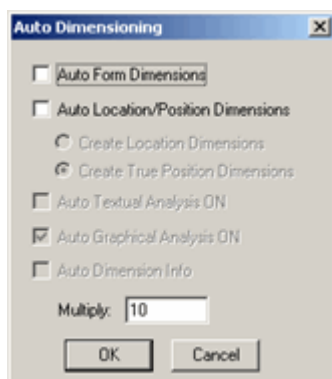 Auto Dimensioning
Auto Form Dimensions
Auto Location/Position Dimensions
Create Location Dimensions
Create True Position Dimensions
Auto Textual Analysis ON
Auto Graphical Analysis ON
Auto Dimension Info
Multiply: 10
OK Cancel